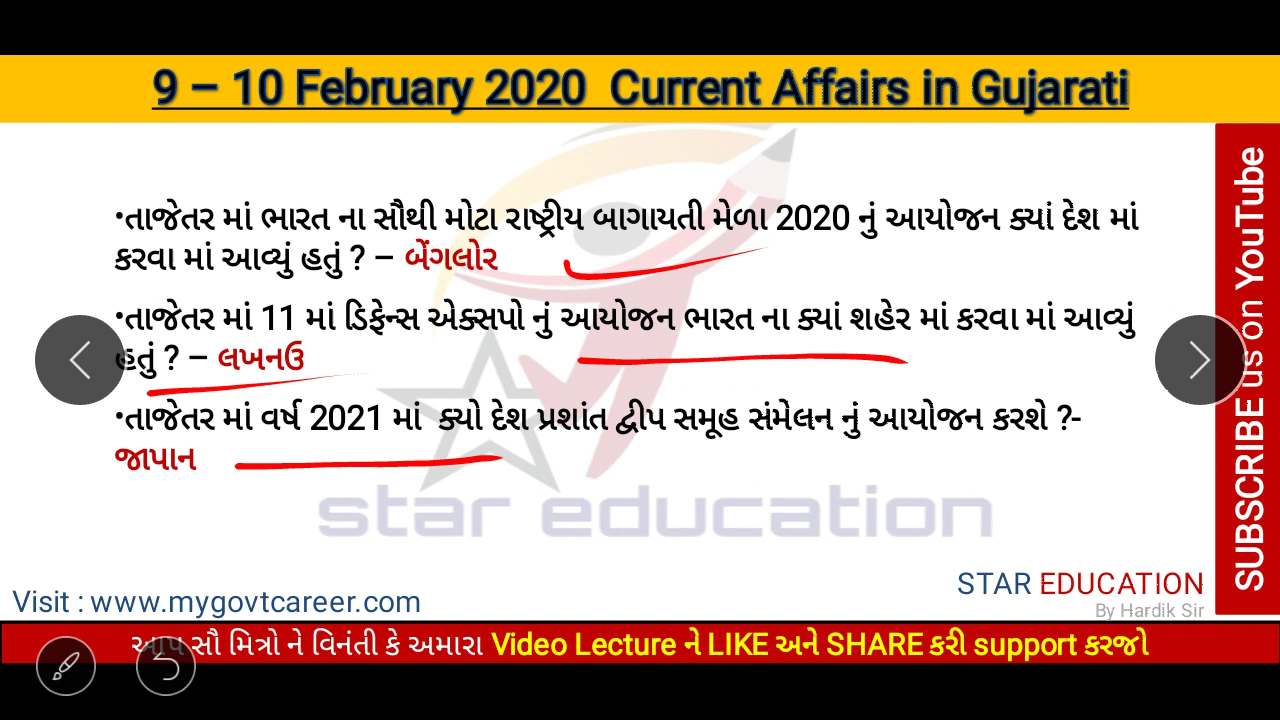 9 – 10 February 2020 Current Affairs in Gujarati
•તાજેતર માં ભારત ના સૌથી મોટા રાષ્ટ્રીય બાગાયતી મેળા 2020 નું આયોજન ક્યાં દેશ માં
કરવા માં આવ્યું હતું ? – બેંગલોર
•તાજેતર માં 11 માં ડિફેન્સ એક્સપો નું આયોજન ભારત ના ક્યાં શહેર માં કરવા માં આવ્યું
હતું ? – લખનઉ
•તાજેતર માં વર્ષ 2021 માં ક્યો દેશ પ્રશાંત દ્વીપ સમૂહ સંમેલન નું આયોજન કરશે ?-
જાપાન
star education
SUBSCRIBE us on YouTube
STAR EDUCATION
By Hardik Sir
Visit : www.mygovtcareer.com
આપ સૌ મિત્રો ને વિનંતી કે અમારા Video Lecture ને LIKE અને SHARE કરી support કરજો